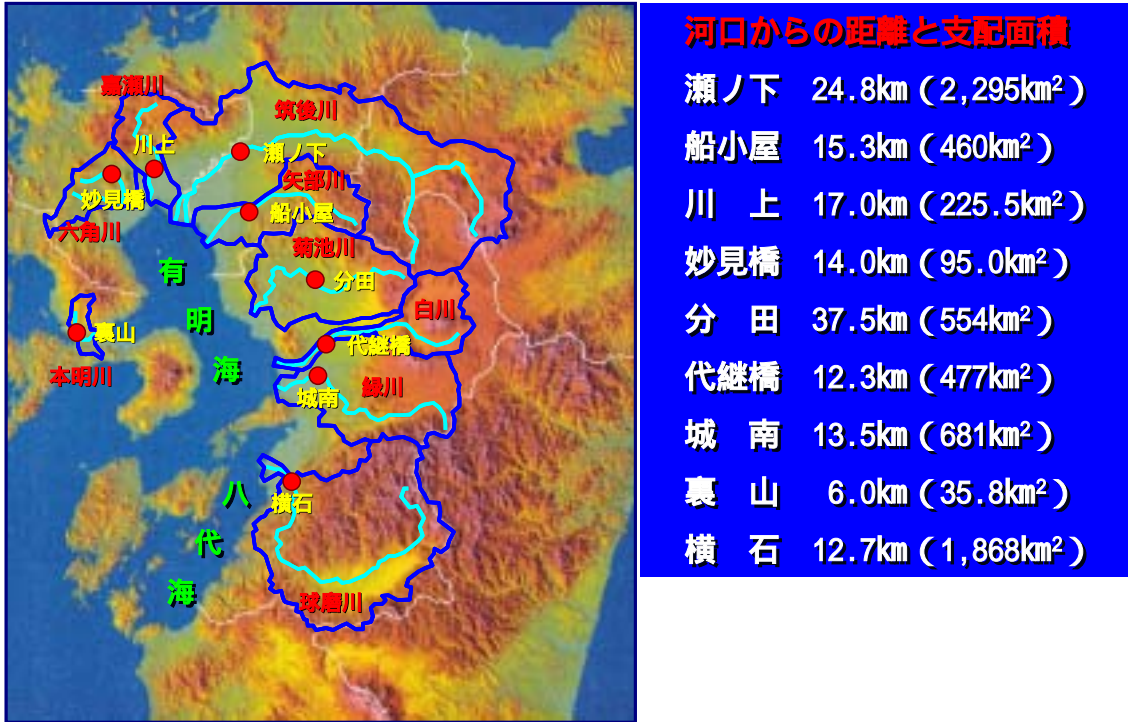 嘉瀬川
筑後川
川上
瀬ノ下
矢部川
妙見橋
船小屋
六角川
菊池川
有
明
海
分田
白川
裏山
代継橋
本明川
城南
緑川
八
代
海
横石
球磨川
河口からの距離と支配面積
瀬ノ下 24.8km(2,295km²)
船小屋 15.3km(460km²)
川 上 17.0km(225.5km²)
妙見橋 14.0km(95.0km²)
分 田 37.5km(554km²)
代継橋 12.3km(477km²)
城 南 13.5km(681km²)
裏 山 6.0km(35.8km²)
横 石 12.7km(1,868km²)